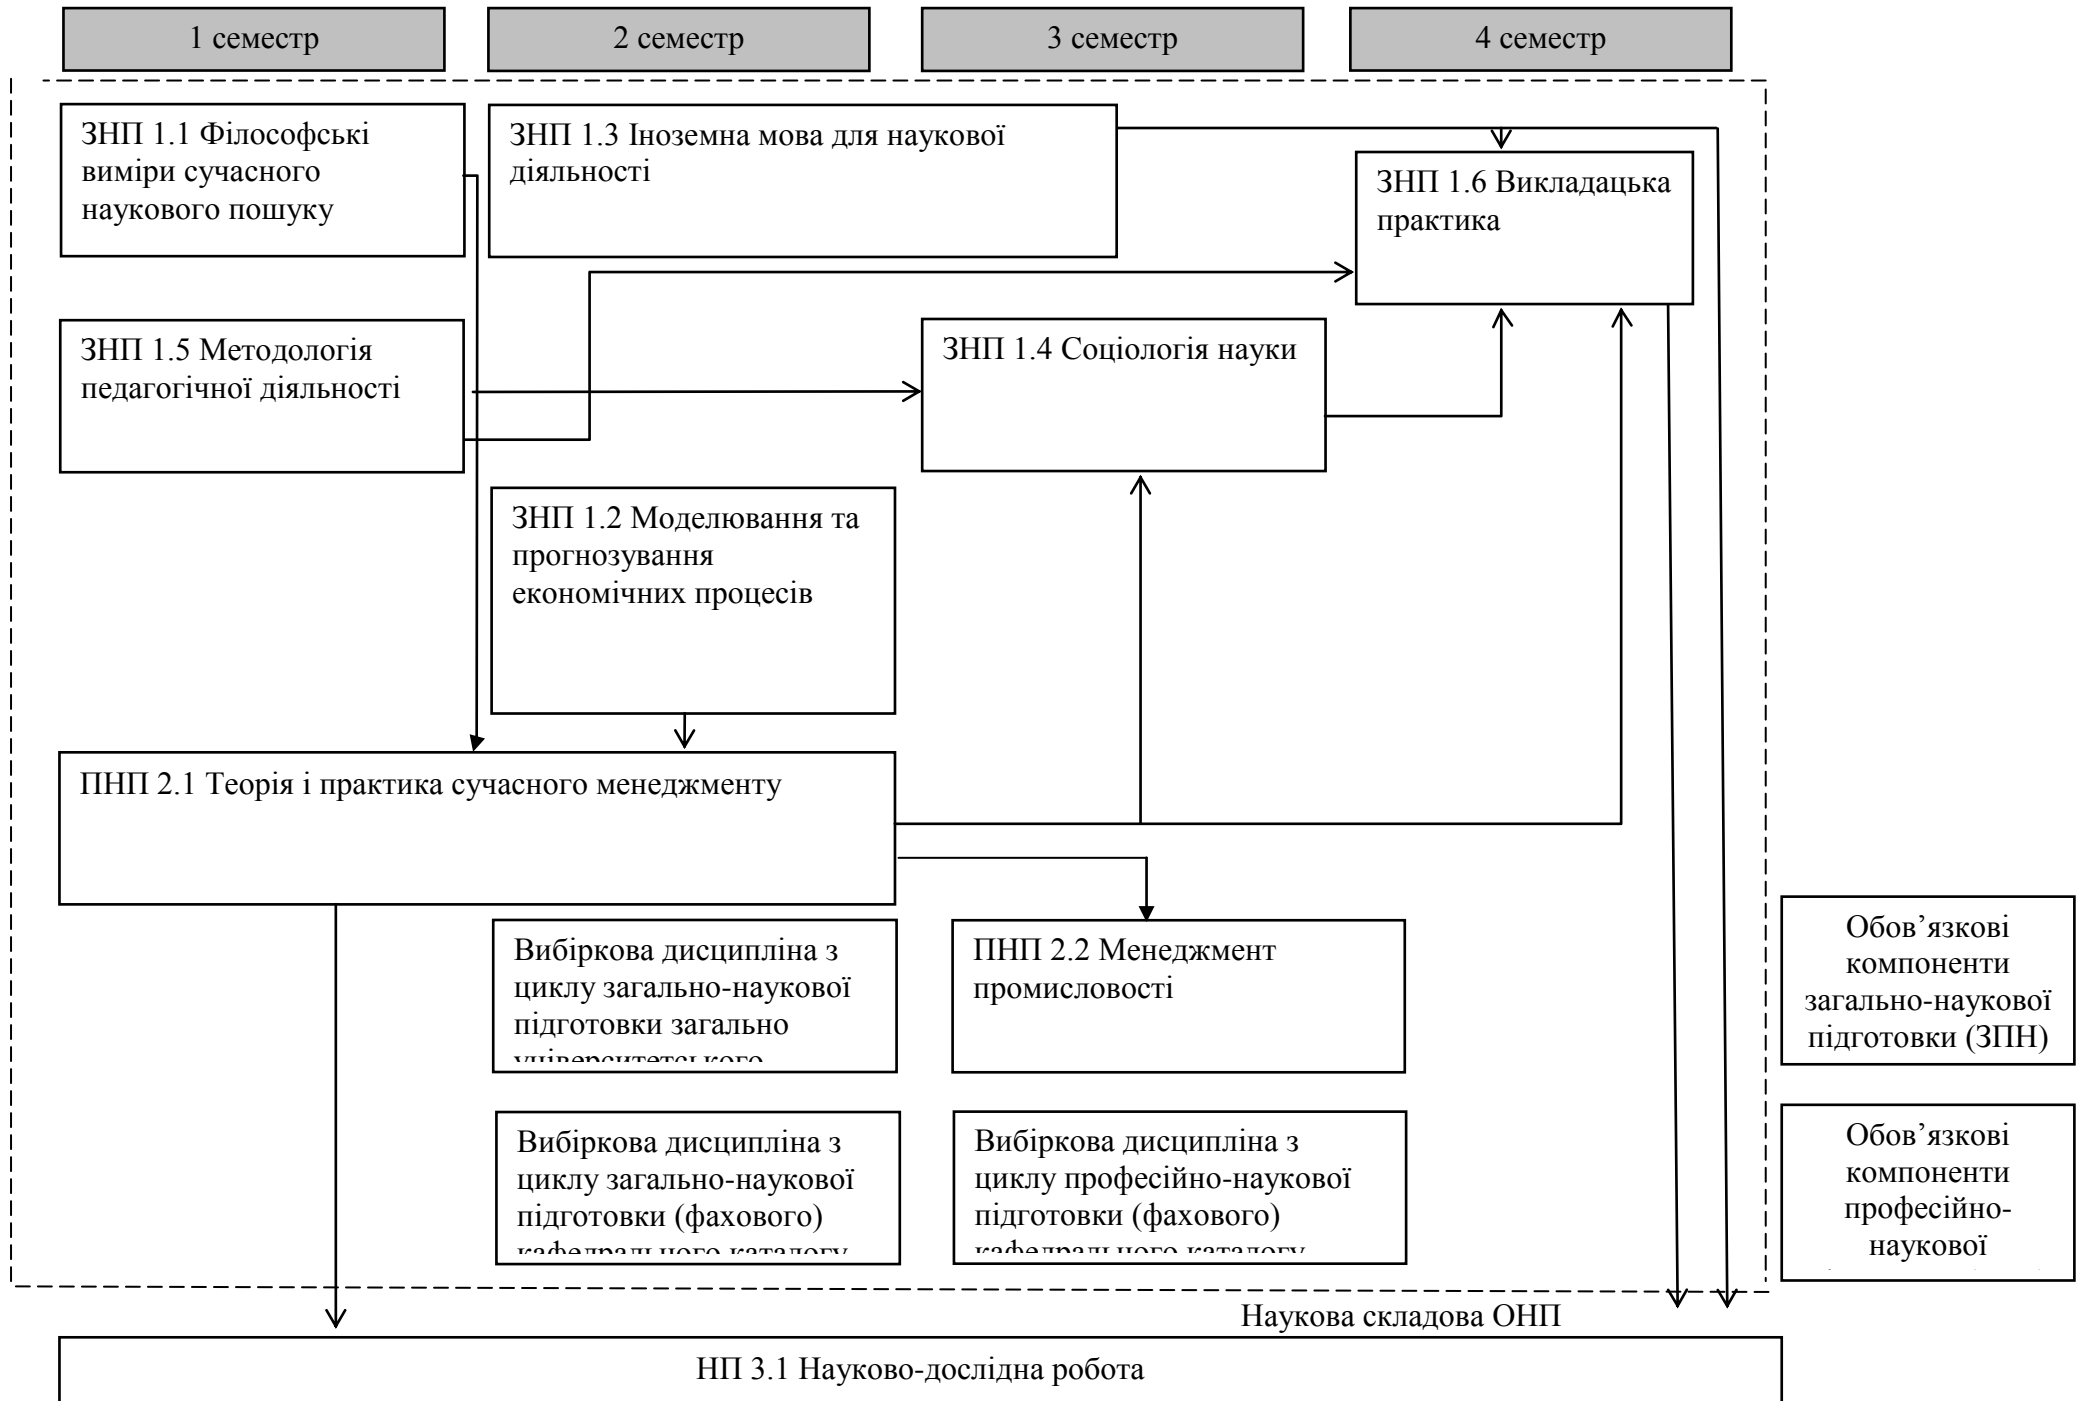 1 семестр
2 семестр
3 семестр
4 семестр
ЗНП 1.1 Філософські
виміри сучасного
наукового пошуку
ЗНП 1.3 Іноземна мова для наукової
діяльності
ЗНП 1.6 Викладацька
практика
ЗНП 1.5 Методологія
педагогічної діяльності
ЗНП 1.4 Соціологія науки
ЗНП 1.2 Моделювання та
прогнозування
економічних процесів
ПНП 2.1 Теорія і практика сучасного менеджменту
Вибіркова дисципліна з
циклу загально-наукової
підготовки загально
університетського
ПНП 2.2 Менеджмент
промисловості
Обов’язкові
компоненти
загально-наукової
підготовки (ЗПН)
Вибіркова дисципліна з
циклу загально-наукової
підготовки (фахового)
кафедрального каталогу
Вибіркова дисципліна з
циклу професійно-наукової
підготовки (фахового)
кафедрального каталогу
Обов’язкові
компоненти
професійно-
наукової
Наукова складова ОНП
НП 3.1 Науково-дослідна робота